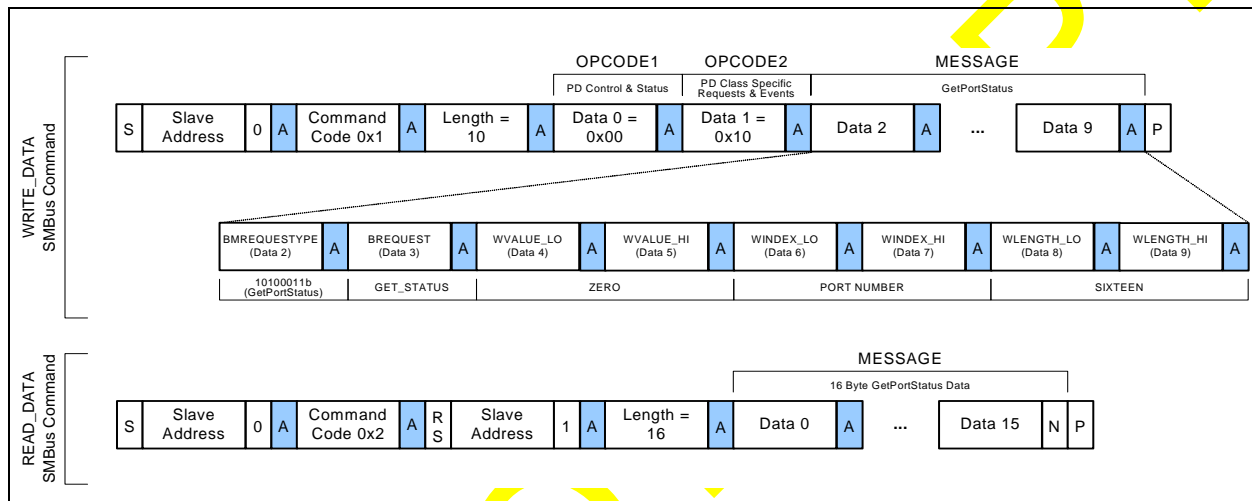 WRITE_DATA
SMBus Command
OPCODE1 OPCODE2 MESSAGE
PD Control & Status PD Class Specific Requests & Events GetPortStatus
S Slave Address 0 A Command Code 0x1 A Length = 10 A Data 0 = 0x00 A Data 1 = 0x10 A Data 2 A ... Data 9 A P
BMREQUESTYPE (Data 2) A BREQUEST (Data 3) A WVALUE_LO (Data 4) A WVALUE_HI (Data 5) A WINDEX_LO (Data 6) A WINDEX_HI (Data 7) A WLENGTH_LO (Data 8) A WLENGTH_HI (Data 9) A
10100011b (GetPortStatus) GET_STATUS ZERO PORT NUMBER SIXTEEN
READ_DATA
SMBus Command
MESSAGE
16 Byte GetPortStatus Data
S Slave Address 0 A Command Code 0x2 A RS Slave Address 1 A Length = 16 A Data 0 A ... Data 15 N P